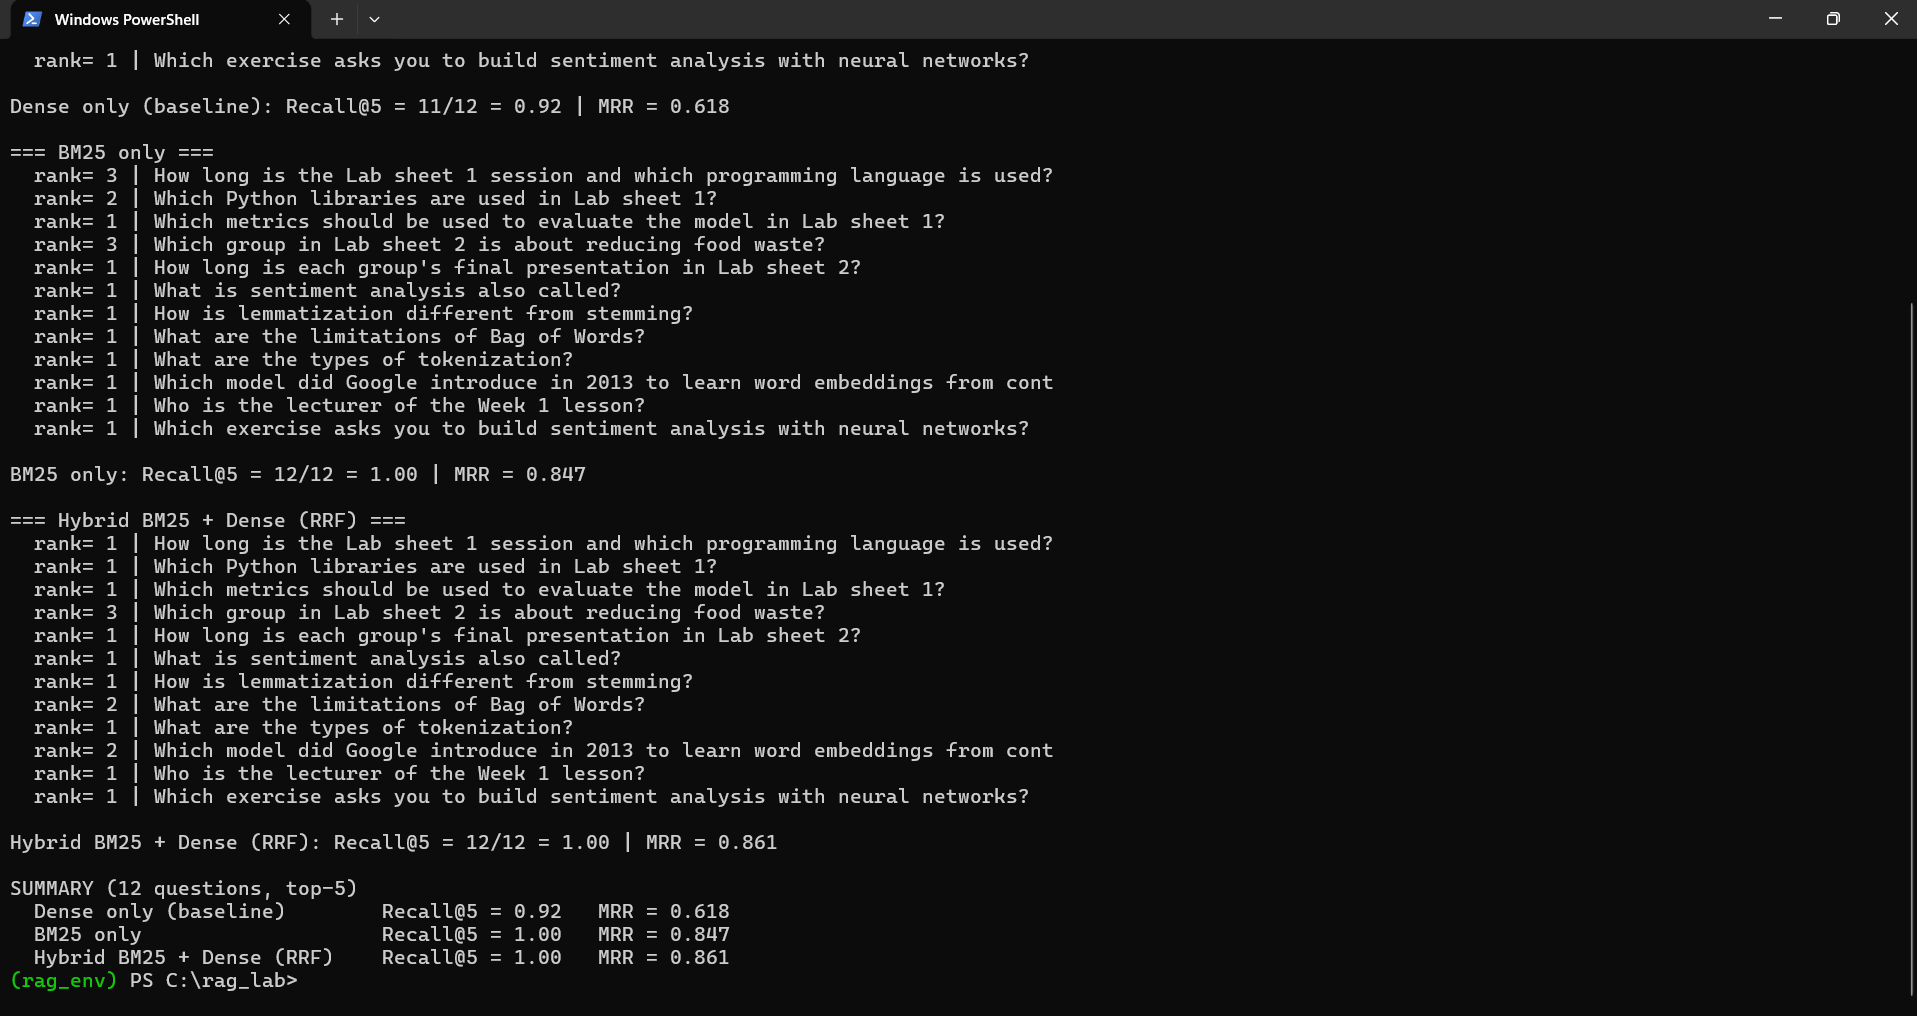 Windows PowerShell
rank= 1 | Which exercise asks you to build sentiment analysis with neural networks?
Dense only (baseline): Recall@5 = 11/12 = 0.92 | MRR = 0.618
=== BM25 only ===
rank= 3 | How long is the Lab sheet 1 session and which programming language is used?
rank= 2 | Which Python libraries are used in Lab sheet 1?
rank= 1 | Which metrics should be used to evaluate the model in Lab sheet 1?
rank= 3 | Which group in Lab sheet 2 is about reducing food waste?
rank= 1 | How long is each group's final presentation in Lab sheet 2?
rank= 1 | What is sentiment analysis also called?
rank= 1 | How is lemmatization different from stemming?
rank= 1 | What are the limitations of Bag of Words?
rank= 1 | What are the types of tokenization?
rank= 1 | Which model did Google introduce in 2013 to learn word embeddings from cont
rank= 1 | Who is the lecturer of the Week 1 lesson?
rank= 1 | Which exercise asks you to build sentiment analysis with neural networks?
BM25 only: Recall@5 = 12/12 = 1.00 | MRR = 0.847
=== Hybrid BM25 + Dense (RRF) ===
rank= 1 | How long is the Lab sheet 1 session and which programming language is used?
rank= 1 | Which Python libraries are used in Lab sheet 1?
rank= 1 | Which metrics should be used to evaluate the model in Lab sheet 1?
rank= 3 | Which group in Lab sheet 2 is about reducing food waste?
rank= 1 | How long is each group's final presentation in Lab sheet 2?
rank= 1 | What is sentiment analysis also called?
rank= 1 | How is lemmatization different from stemming?
rank= 2 | What are the limitations of Bag of Words?
rank= 1 | What are the types of tokenization?
rank= 2 | Which model did Google introduce in 2013 to learn word embeddings from cont
rank= 1 | Who is the lecturer of the Week 1 lesson?
rank= 1 | Which exercise asks you to build sentiment analysis with neural networks?
Hybrid BM25 + Dense (RRF): Recall@5 = 12/12 = 1.00 | MRR = 0.861
SUMMARY (12 questions, top-5)
Dense only (baseline) Recall@5 = 0.92 MRR = 0.618
BM25 only Recall@5 = 1.00 MRR = 0.847
Hybrid BM25 + Dense (RRF) Recall@5 = 1.00 MRR = 0.861
(rag_env) PS C:\rag_lab>